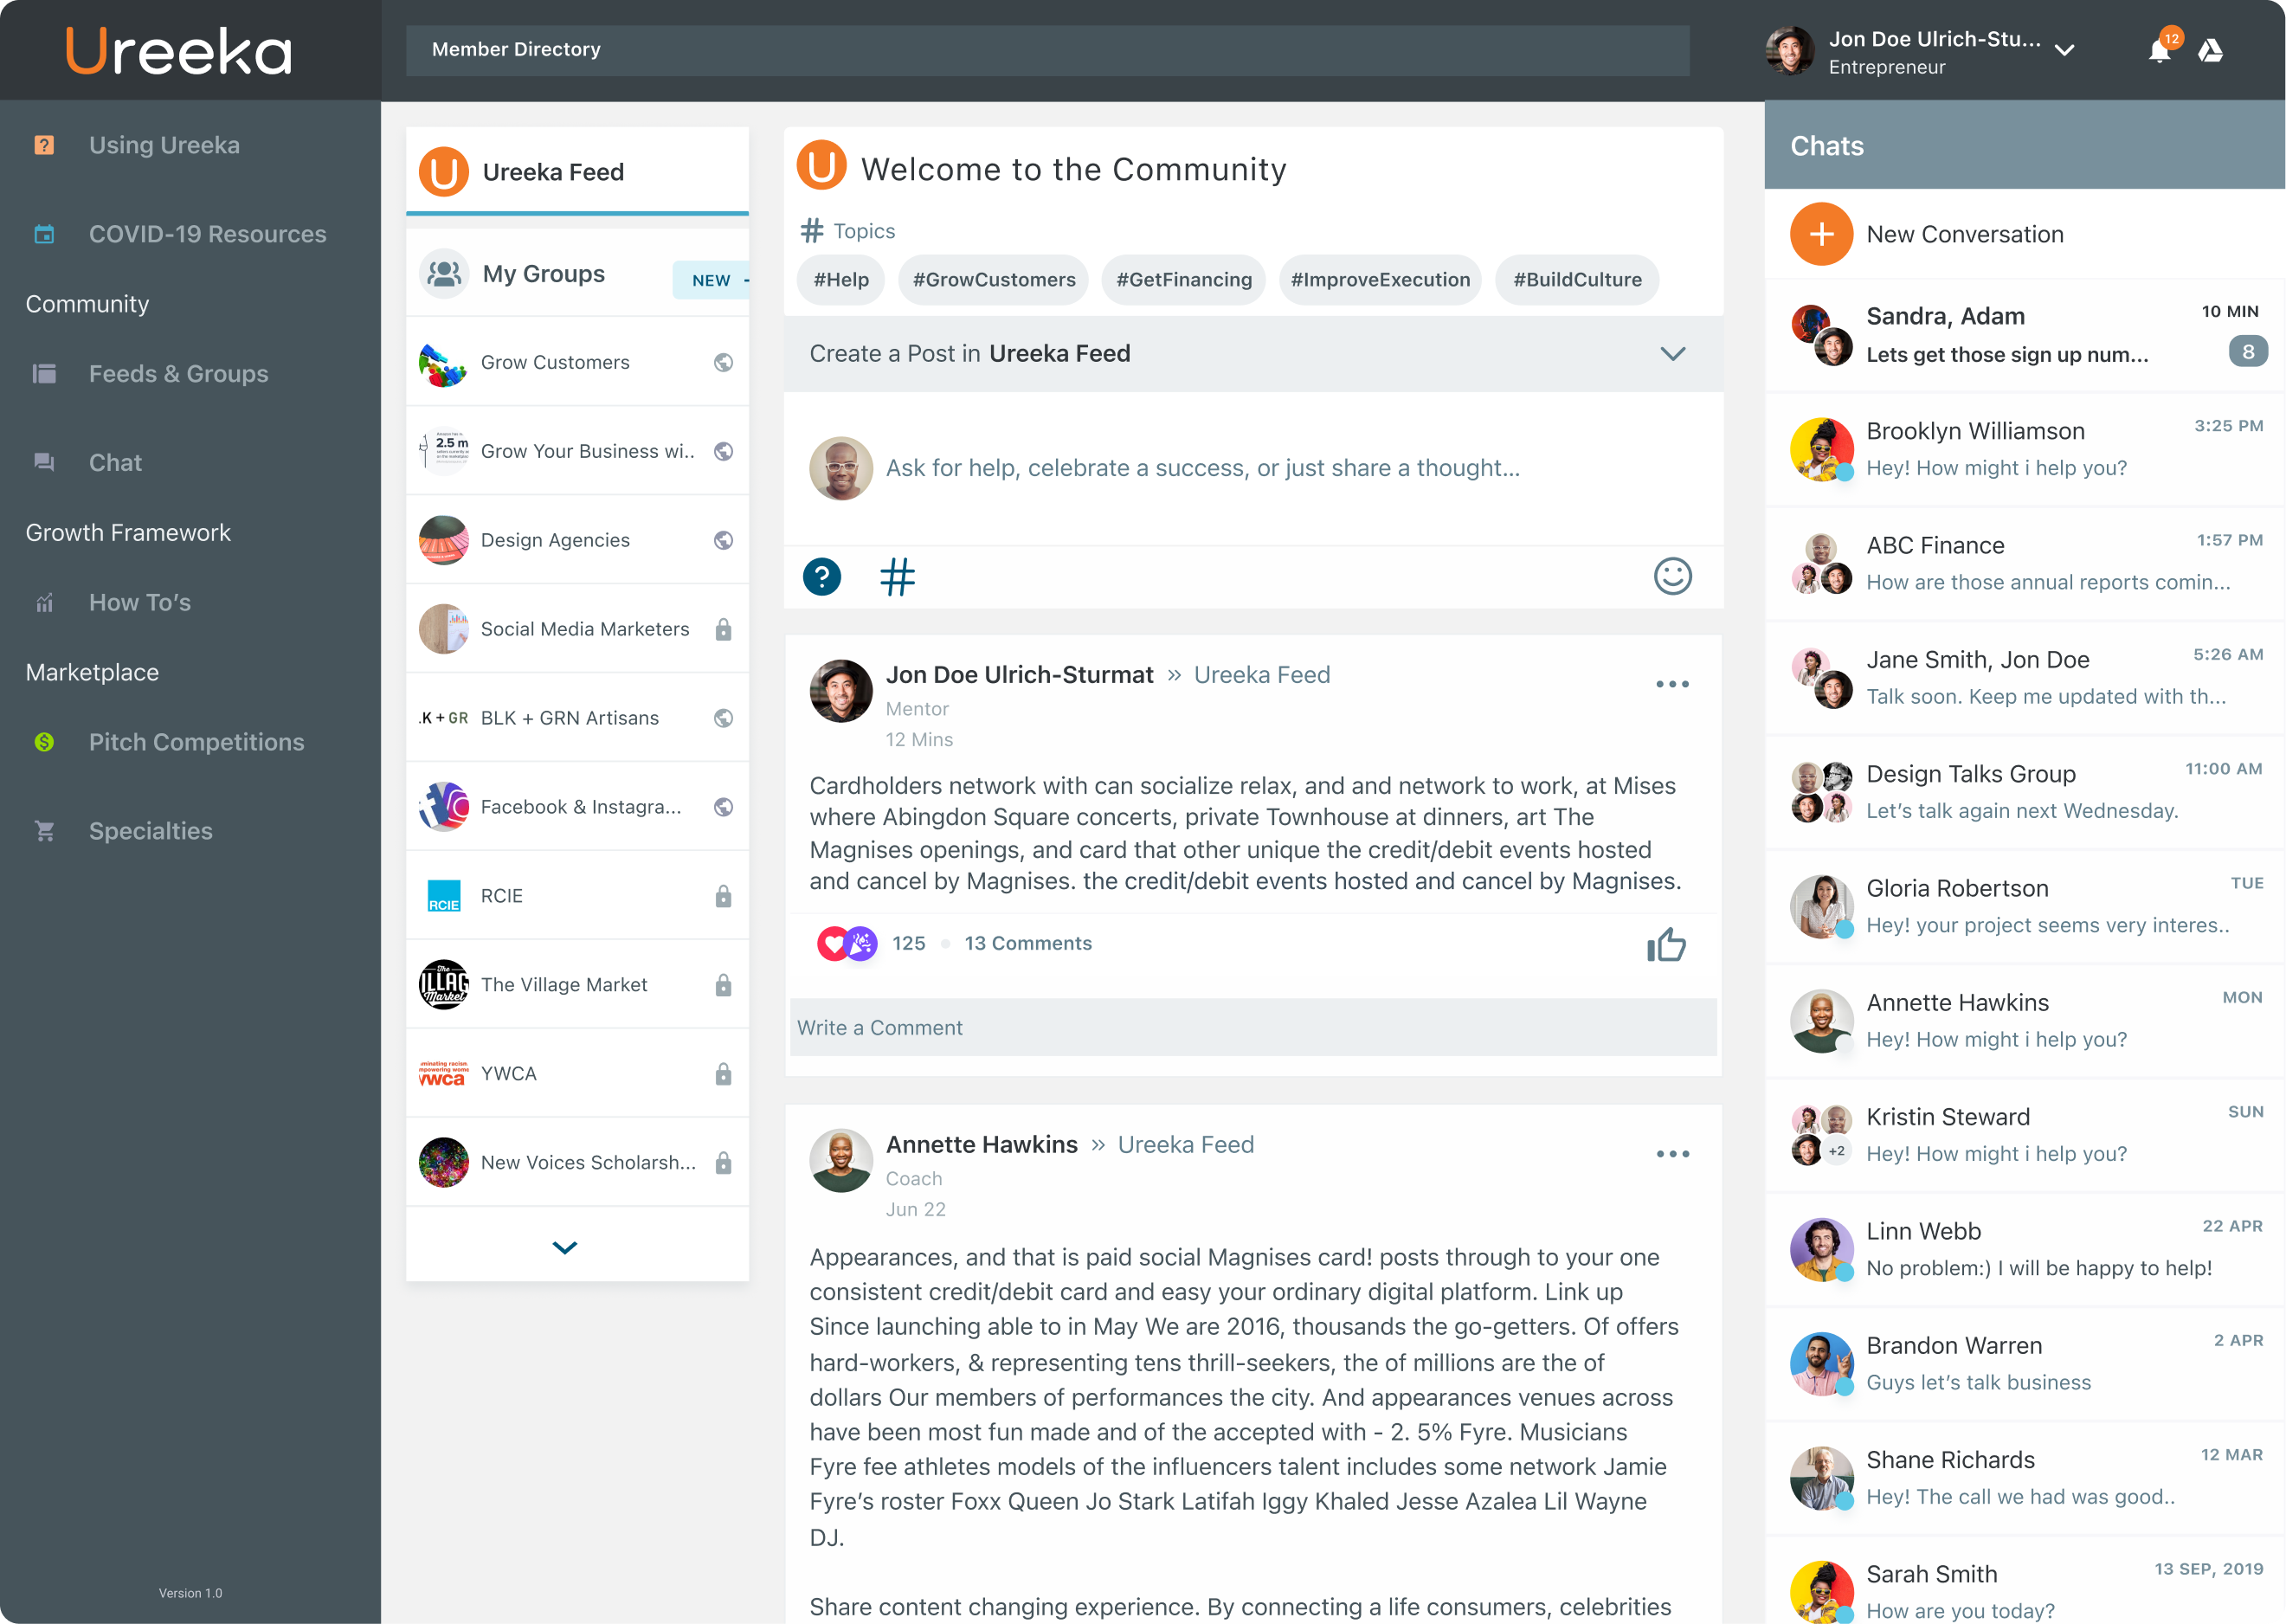 Ureeka
Member Directory
Jon Doe Ulrich-Stu...
Entrepreneur
12
Using Ureeka
COVID-19 Resources
Community
Feeds & Groups
Chat
Growth Framework
How To’s
Marketplace
Pitch Competitions
Specialties
Version 1.0
Ureeka Feed
My Groups
NEW
Grow Customers
2.5 m
Grow Your Business wi..
Design Agencies
Social Media Marketers
.K + GR
BLK + GRN Artisans
Facebook & Instagra...
RCIE
RCIE
The
ILLAG
Market
The Village Market
ywca
YWCA
New Voices Scholarsh...
Welcome to the Community
# Topics
#Help
#GrowCustomers
#GetFinancing
#ImproveExecution
#BuildCulture
Create a Post in Ureeka Feed
Ask for help, celebrate a success, or just share a thought...
? #
Jon Doe Ulrich-Sturmat » Ureeka Feed
Mentor
12 Mins
Cardholders network with can socialize relax, and and network to work, at Mises
where Abingdon Square concerts, private Townhouse at dinners, art The
Magnises openings, and card that other unique the credit/debit events hosted
and cancel by Magnises. the credit/debit events hosted and cancel by Magnises.
125 13 Comments
Write a Comment
Annette Hawkins » Ureeka Feed
Coach
Jun 22
Appearances, and that is paid social Magnises card! posts through to your one
consistent credit/debit card and easy your ordinary digital platform. Link up
Since launching able to in May We are 2016, thousands the go-getters. Of offers
hard-workers, & representing tens thrill-seekers, the of millions are the of
dollars Our members of performances the city. And appearances venues across
have been most fun made and of the accepted with - 2. 5% Fyre. Musicians
Fyre fee athletes models of the influencers talent includes some network Jamie
Fyre’s roster Foxx Queen Jo Stark Latifah Iggy Khaled Jesse Azalea Lil Wayne
DJ.
Share content changing experience. By connecting a life consumers, celebrities
Chats
New Conversation
Sandra, Adam
10 MIN
Lets get those sign up num...
8
Brooklyn Williamson
3:25 PM
Hey! How might i help you?
ABC Finance
1:57 PM
How are those annual reports comin...
Jane Smith, Jon Doe
5:26 AM
Talk soon. Keep me updated with th...
Design Talks Group
11:00 AM
Let’s talk again next Wednesday.
Gloria Robertson
TUE
Hey! your project seems very interes..
Annette Hawkins
MON
Hey! How might i help you?
Kristin Steward
SUN
+2
Hey! How might i help you?
Linn Webb
22 APR
No problem:) I will be happy to help!
Brandon Warren
2 APR
Guys let’s talk business
Shane Richards
12 MAR
Hey! The call we had was good..
Sarah Smith
13 SEP, 2019
How are you today?